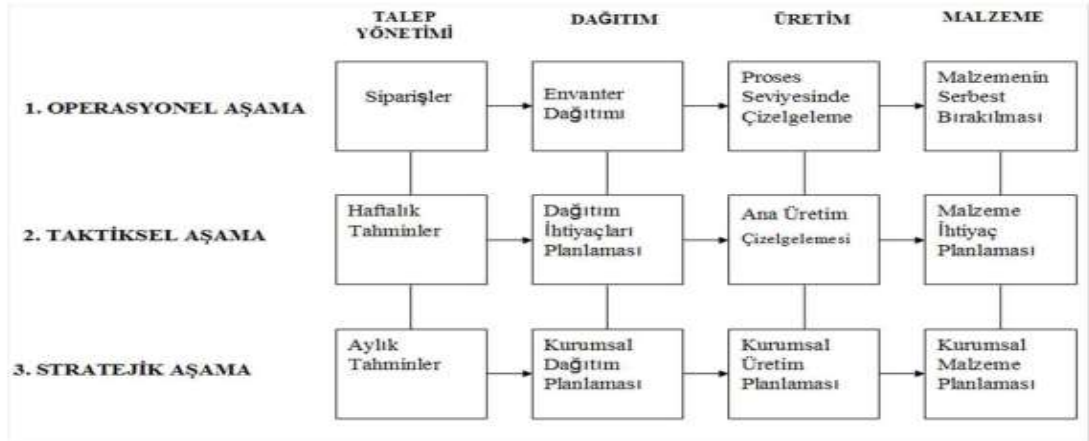 TALEP
YÖNETİMİ
DAĞITIM
ÜRETİM
MALZEME
1. OPERASYONEL AŞAMA
Siparişler
Envanter
Dağıtımı
Proses
Seviyesinde
Çizelgeleme
Malzemenin
Serbest
Bırakılması
2. TAKTİKSEL AŞAMA
Haftalık
Tahminler
Dağıtım
İhtiyaçları
Planlaması
Ana Üretim
Çizelgelemesi
Malzeme
İhtiyaç
Planlaması
3. STRATEJİK AŞAMA
Aylık
Tahminler
Kurumsal
Dağıtım
Planlaması
Kurumsal
Üretim
Planlaması
Kurumsal
Malzeme
Planlaması